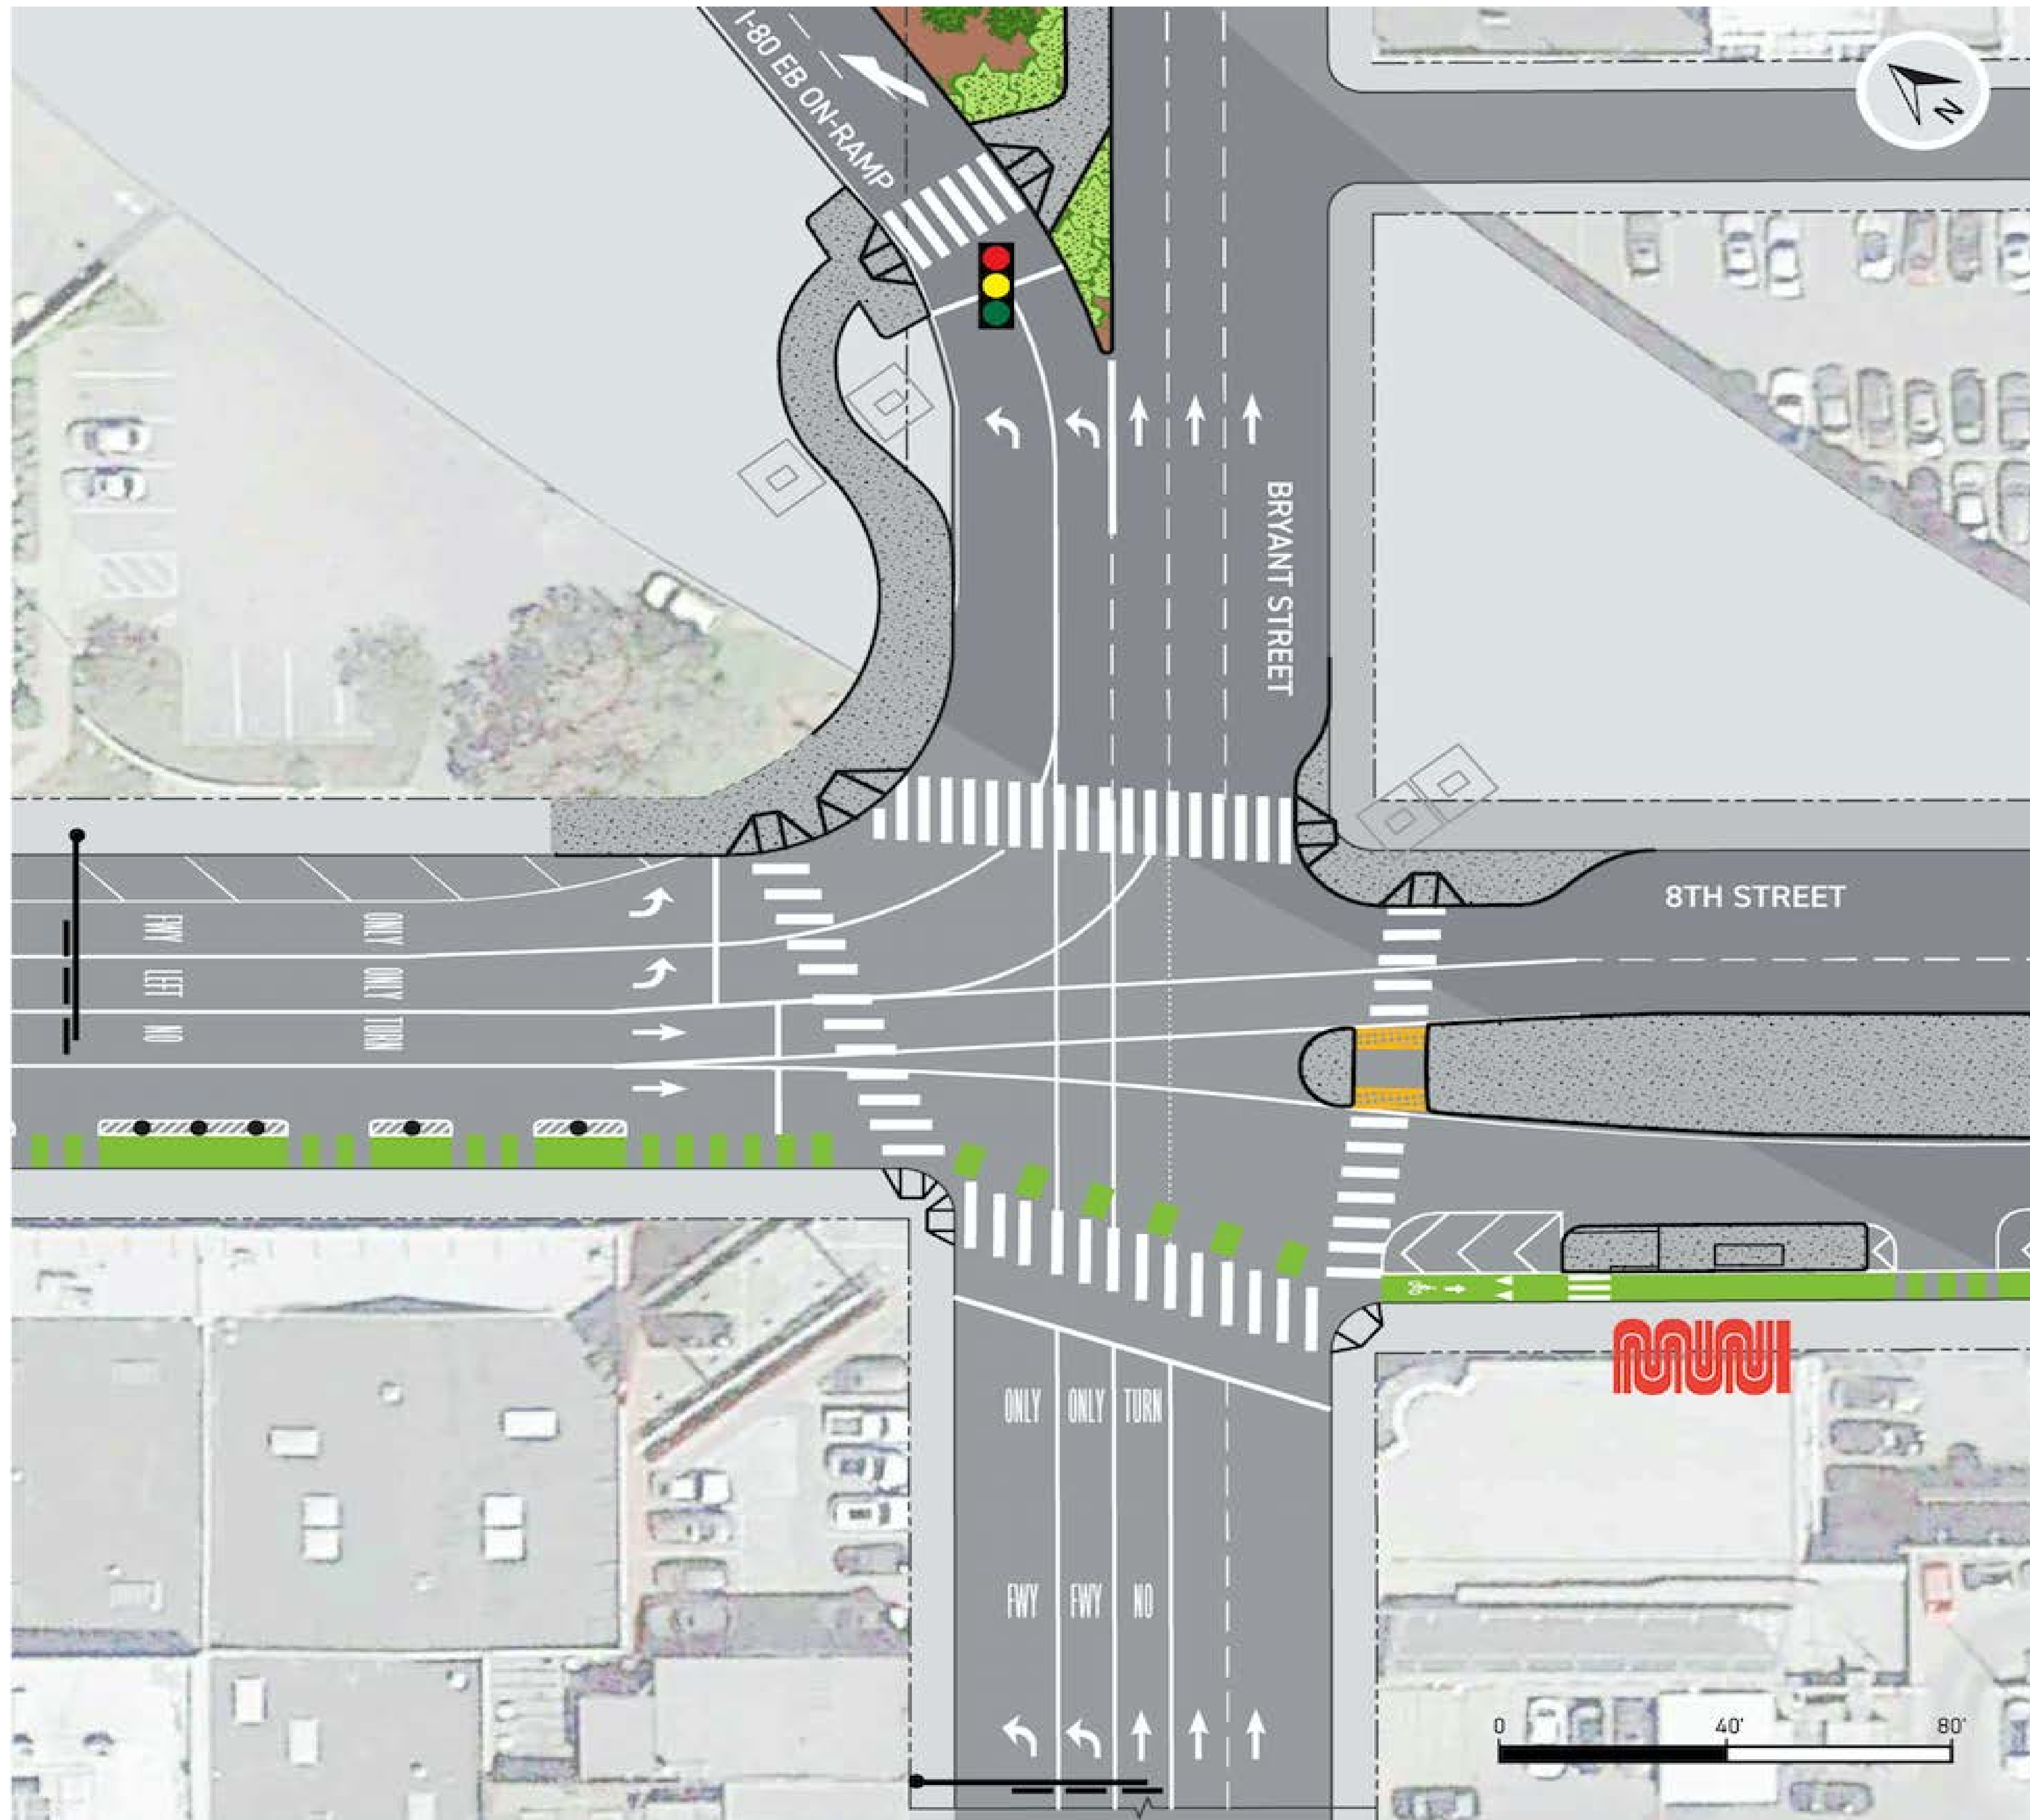 I-80 EB ON-RAMP
N
BRYANT STREET
8TH STREET
FWY ONLY
LEFT ONLY
NO TURN
muni
ONLY ONLY TURN
FWY FWY NO
0 40' 80'